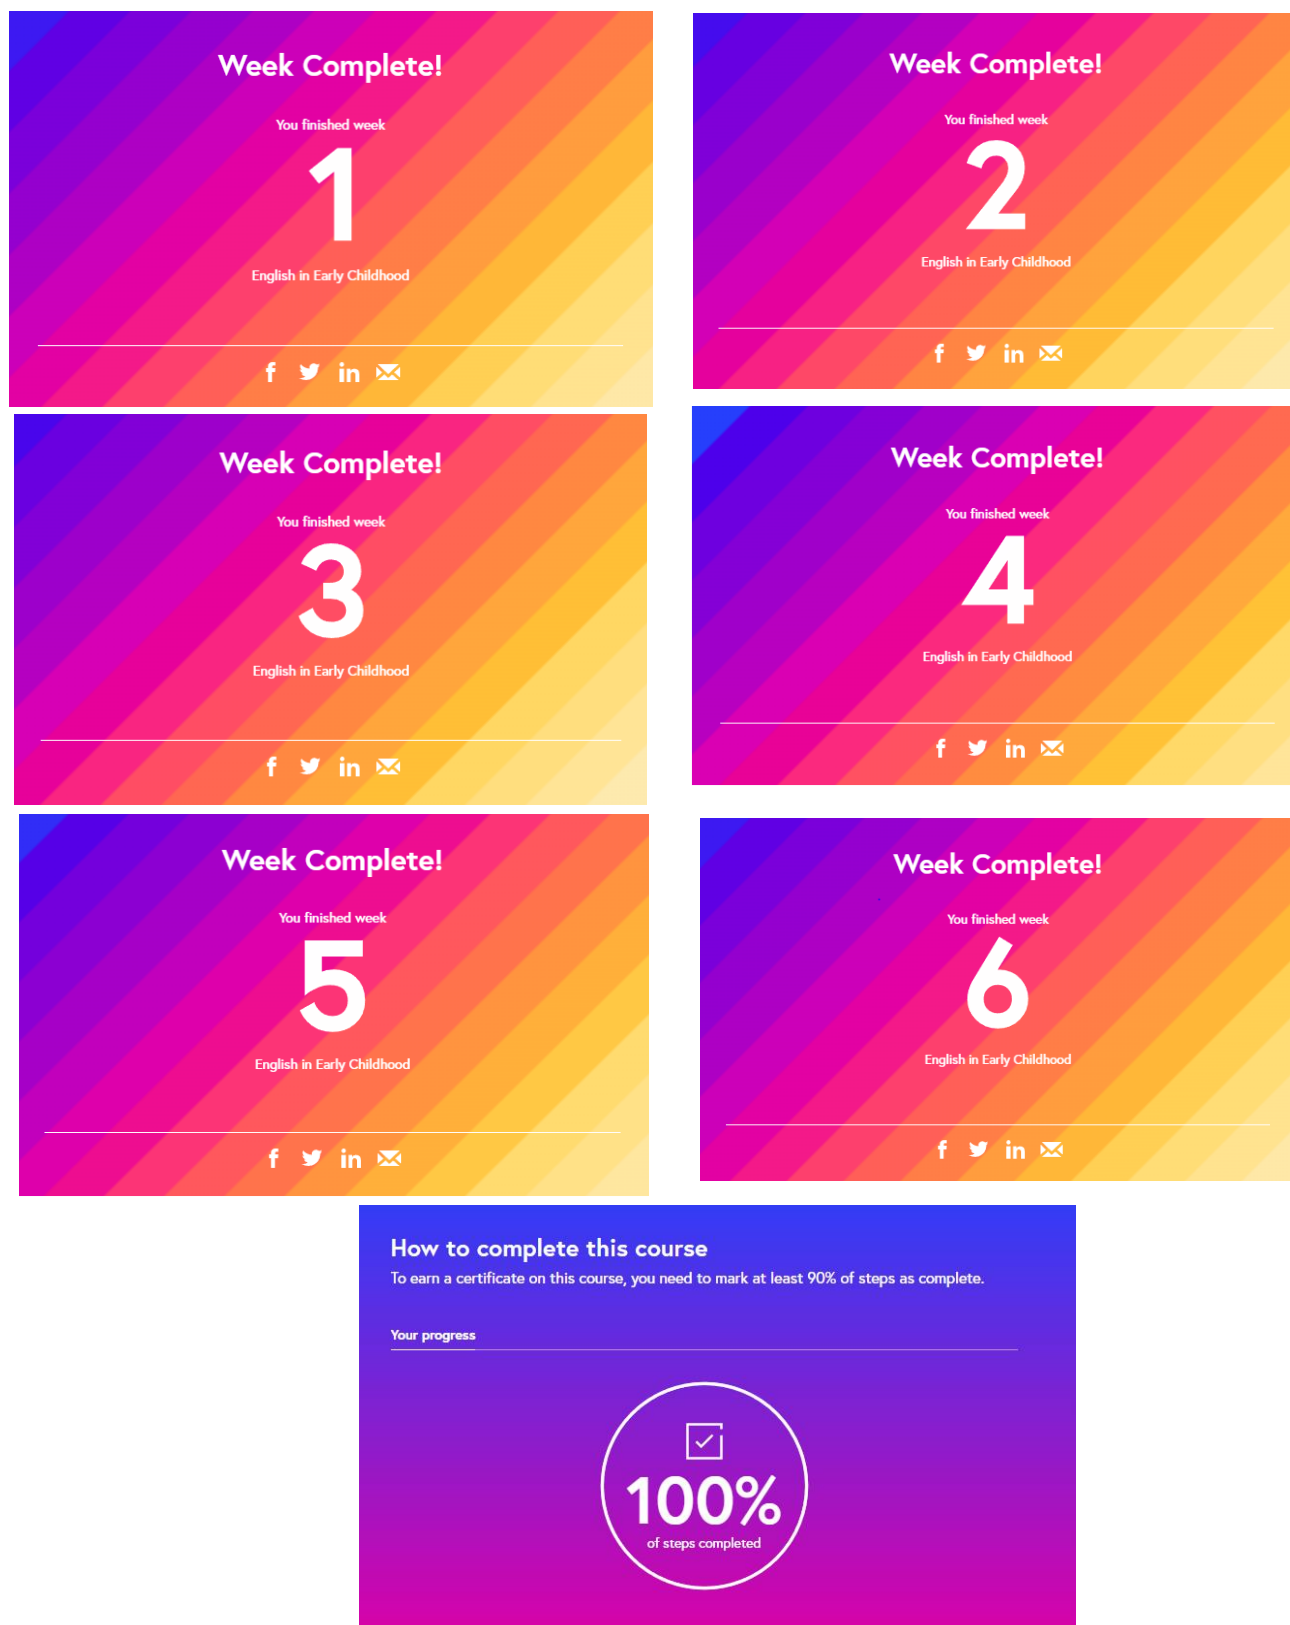 Week Complete!
You finished week
1
English in Early Childhood
Week Complete!
You finished week
2
English in Early Childhood
Week Complete!
You finished week
3
English in Early Childhood
Week Complete!
You finished week
4
English in Early Childhood
Week Complete!
You finished week
5
English in Early Childhood
Week Complete!
You finished week
6
English in Early Childhood
How to complete this course
To earn a certificate on this course, you need to mark at least 90% of steps as complete.
Your progress
100%
of steps completed